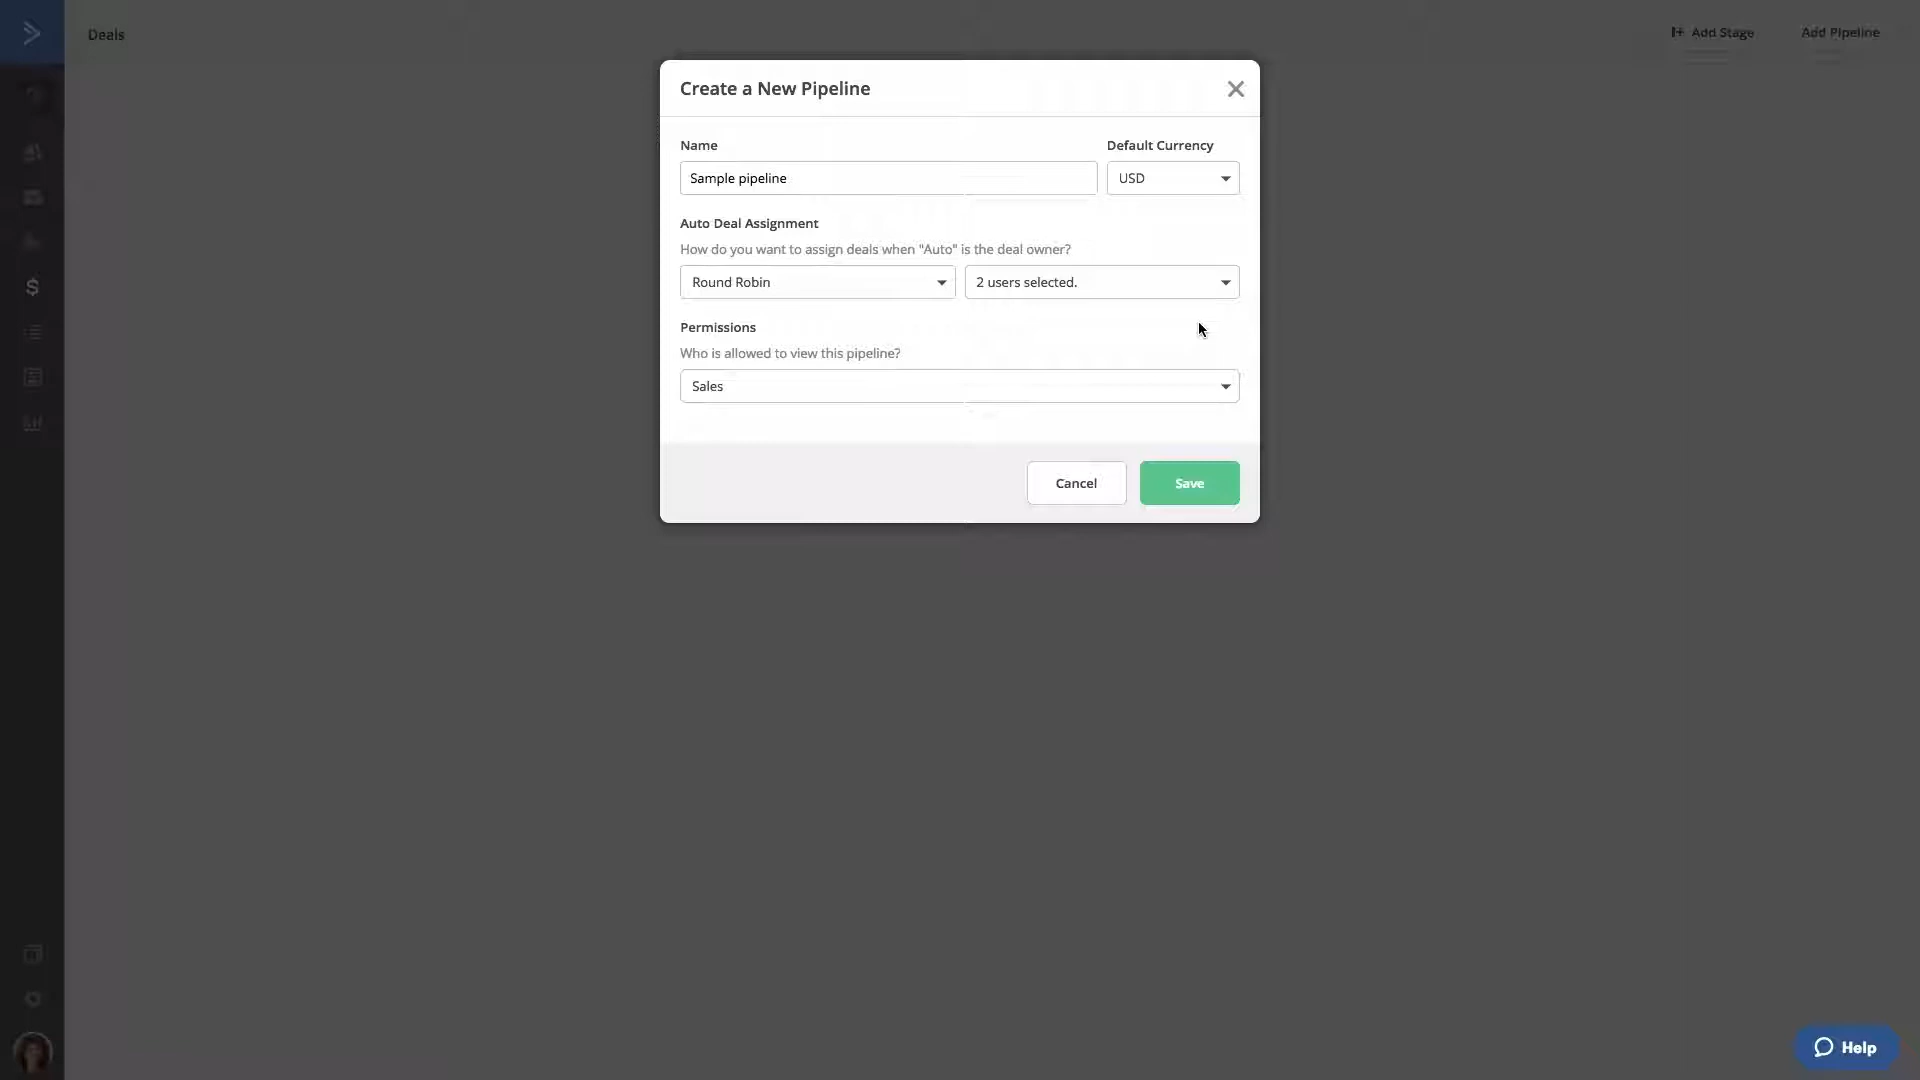 Deals
Add Stage
Add Pipeline
Create a New Pipeline
Name
Default Currency
Sample pipeline
USD
Auto Deal Assignment
How do you want to assign deals when "Auto" is the deal owner?
Round Robin
2 users selected.
Permissions
Who is allowed to view this pipeline?
Sales
Cancel
Save
Help